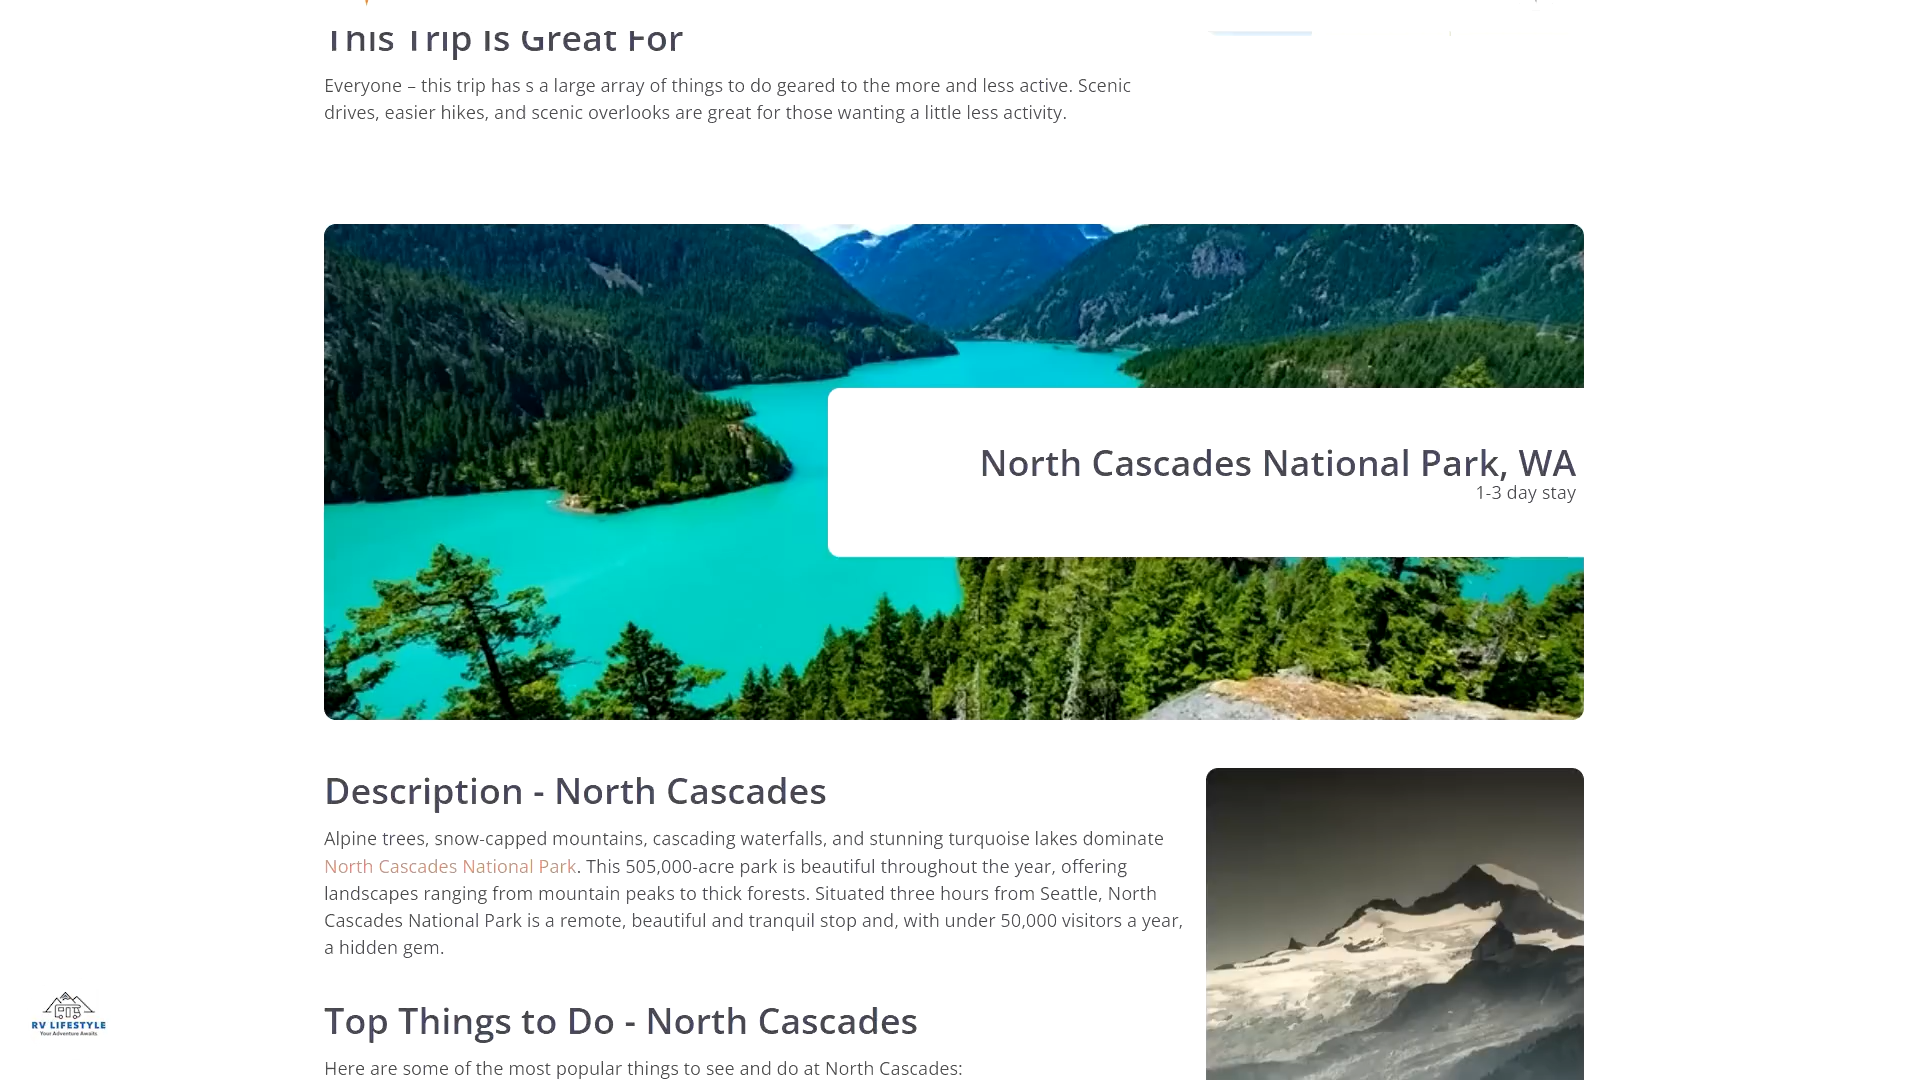 This Trip Is Great For
Everyone – this trip has s a large array of things to do geared to the more and less active. Scenic
drives, easier hikes, and scenic overlooks are great for those wanting a little less activity.
North Cascades National Park, WA
1-3 day stay
Description - North Cascades
Alpine trees, snow-capped mountains, cascading waterfalls, and stunning turquoise lakes dominate
North Cascades National Park. This 505,000-acre park is beautiful throughout the year, offering
landscapes ranging from mountain peaks to thick forests. Situated three hours from Seattle, North
Cascades National Park is a remote, beautiful and tranquil stop and, with under 50,000 visitors a year,
a hidden gem.
Top Things to Do - North Cascades
Here are some of the most popular things to see and do at North Cascades:
RV LIFESTYLE
Your Adventure Awaits